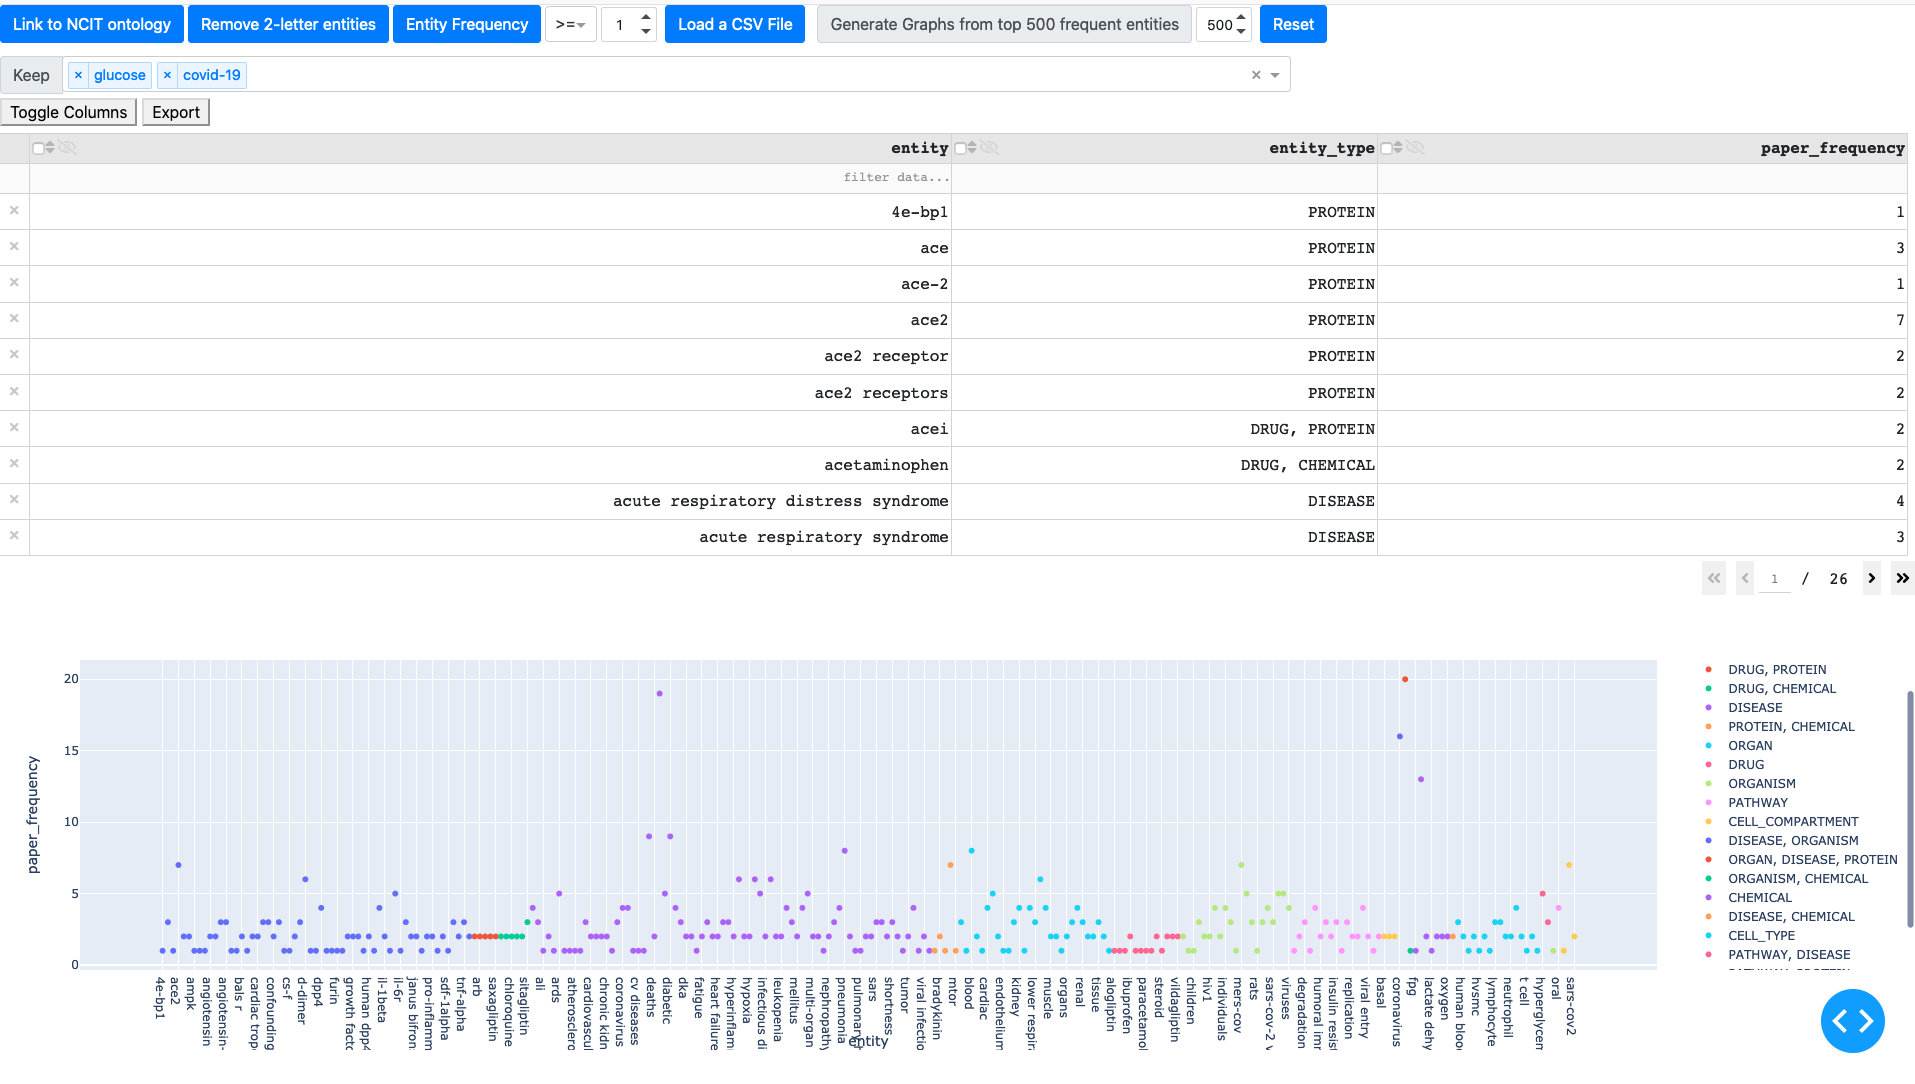 Link to NCIT ontology Remove 2-letter entities Entity Frequency >= 1 Load a CSV File Generate Graphs from top 500 frequent entities 500 Reset
Keep × glucose × covid-19 ×
Toggle Columns Export
entity entity_type paper_frequency
filter data...
× 4e-bp1 PROTEIN 1
× ace PROTEIN 3
× ace-2 PROTEIN 1
× ace2 PROTEIN 7
× ace2 receptor PROTEIN 2
× ace2 receptors PROTEIN 2
× acei DRUG, PROTEIN 2
× acetaminophen DRUG, CHEMICAL 2
× acute respiratory distress syndrome DISEASE 4
× acute respiratory syndrome DISEASE 3
1 / 26
paper_frequency
20
15
10
5
0
4e-bp1
ace2
ampk
angiotensin
angiotensin-
bals r
cardiac trop
confounding
cs-f
d-dimer
dpp4
furin
growth facto
human dpp4
il-1beta
il-6r
janus bifron
pro-inflamm
sdf-1alpha
tnf-alpha
arb
saxagliptin
chloroquine
sitagliptin
ali
ards
atherosclero
cardiovascul
chronic kidn
coronavirus
cv diseases
deaths
diabetic
dka
fatigue
heart failure
hyperinflam
hypoxia
infectious di
leukopenia
mellitus
multi-organ
nephropathy
pneumonia
pulmonary
sars
shortness
tumor
viral infectio
bradykinin
mtor
blood
cardiac
endothelium
kidney
lower respir
muscle
organs
renal
tissue
alogliptin
ibuprofen
paracetamol
steroid
vildagliptin
children
hiv1
individuals
mers-cov
rats
sars-cov-2 v
viruses
degradation
humoral imr
insulin resist
replication
viral entry
basal
coronavirus
fpg
lactate dehy
oxygen
human bloo
hvsmc
lymphocyte
neutrophil
t cell
hyperglycem
oral
sars-cov2
entity
DRUG, PROTEIN
DRUG, CHEMICAL
DISEASE
PROTEIN, CHEMICAL
ORGAN
DRUG
ORGANISM
PATHWAY
CELL_COMPARTMENT
DISEASE, ORGANISM
ORGAN, DISEASE, PROTEIN
ORGANISM, CHEMICAL
CHEMICAL
DISEASE, CHEMICAL
CELL_TYPE
PATHWAY, DISEASE